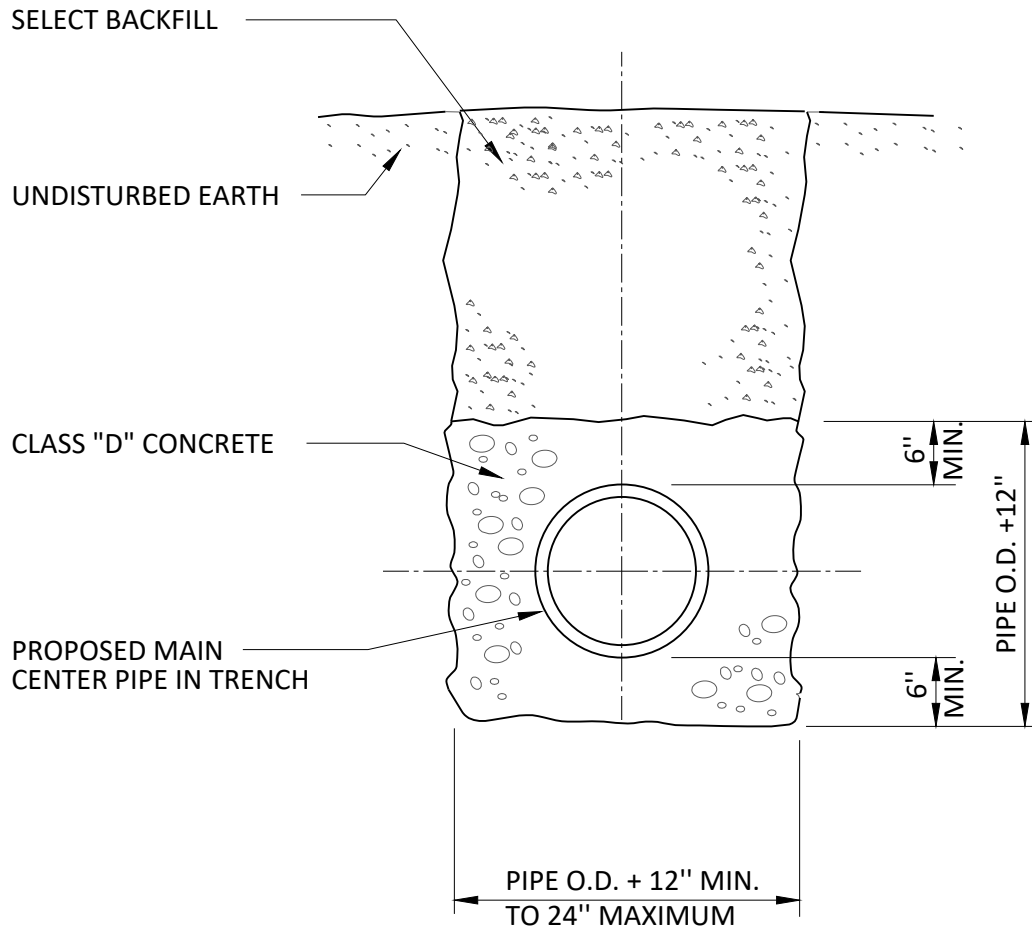 SELECT BACKFILL
UNDISTURBED EARTH
CLASS "D" CONCRETE
6"
MIN.
PIPE O.D. +12"
PROPOSED MAIN
CENTER PIPE IN TRENCH
6"
MIN.
PIPE O.D. + 12" MIN.
TO 24" MAXIMUM